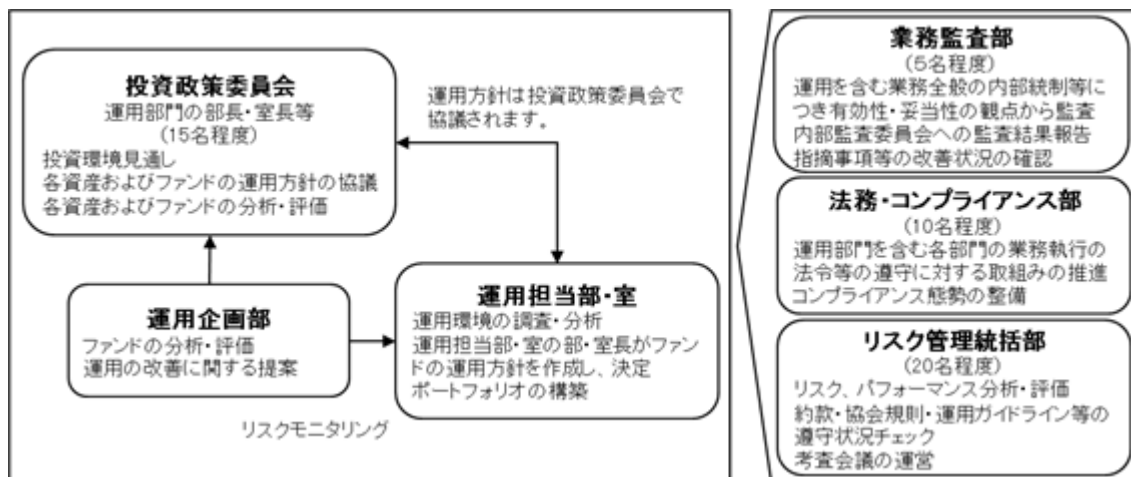 投資政策委員会
運用部門の部長・室長等
(15名程度)
投資環境見通し
各資産およびファンドの運用方針の協議
各資産およびファンドの分析・評価
運用方針は投資政策委員会で
協議されます。
運用企画部
ファンドの分析・評価
運用の改善に関する提案
運用担当部・室
運用環境の調査・分析
運用担当部・室の部・室長がファン
ドの運用方針を作成し、決定
ポートフォリオの構築
リスクモニタリング
業務監査部
(5名程度)
運用を含む業務全般の内部統制等に
つき有効性・妥当性の観点から監査
内部監査委員会への監査結果報告
指摘事項等の改善状況の確認
法務・コンプライアンス部
(10名程度)
運用部門を含む各部門の業務執行の
法令等の遵守に対する取組みの推進
コンプライアンス態勢の整備
リスク管理統括部
(20名程度)
リスク、パフォーマンス分析・評価
約款・協会規則・運用ガイドライン等の
遵守状況チェック
考査会議の運営